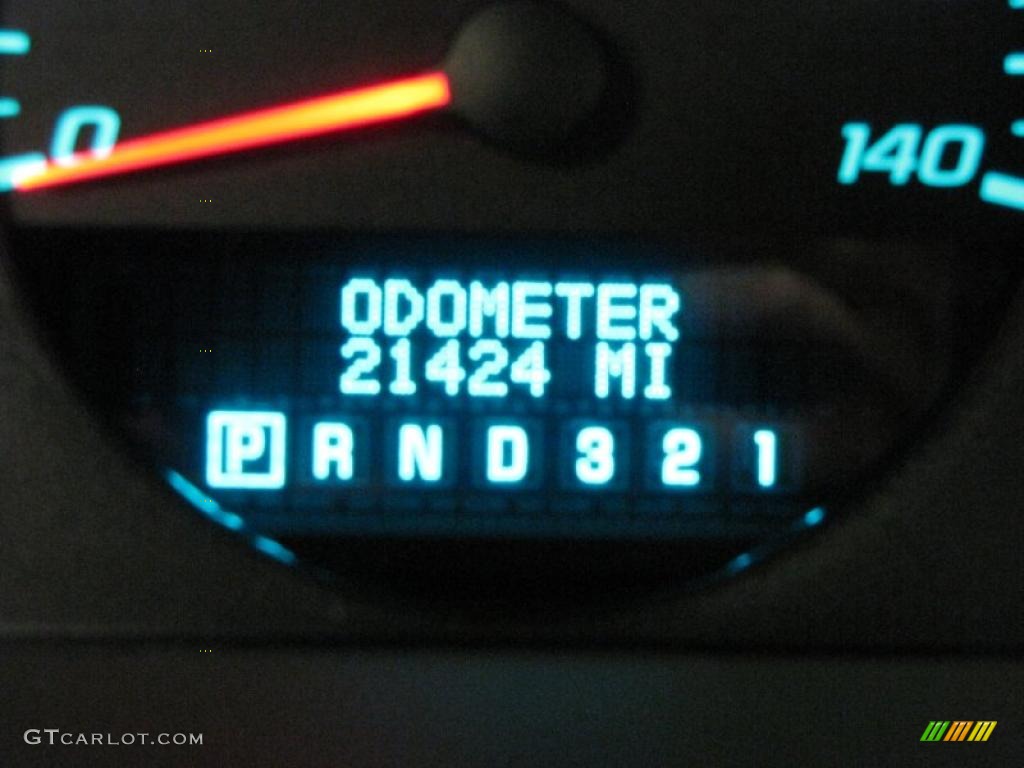 0
140
ODOMETER
21424 MI
P R N D 3 2 1
GTCARLOT.COM